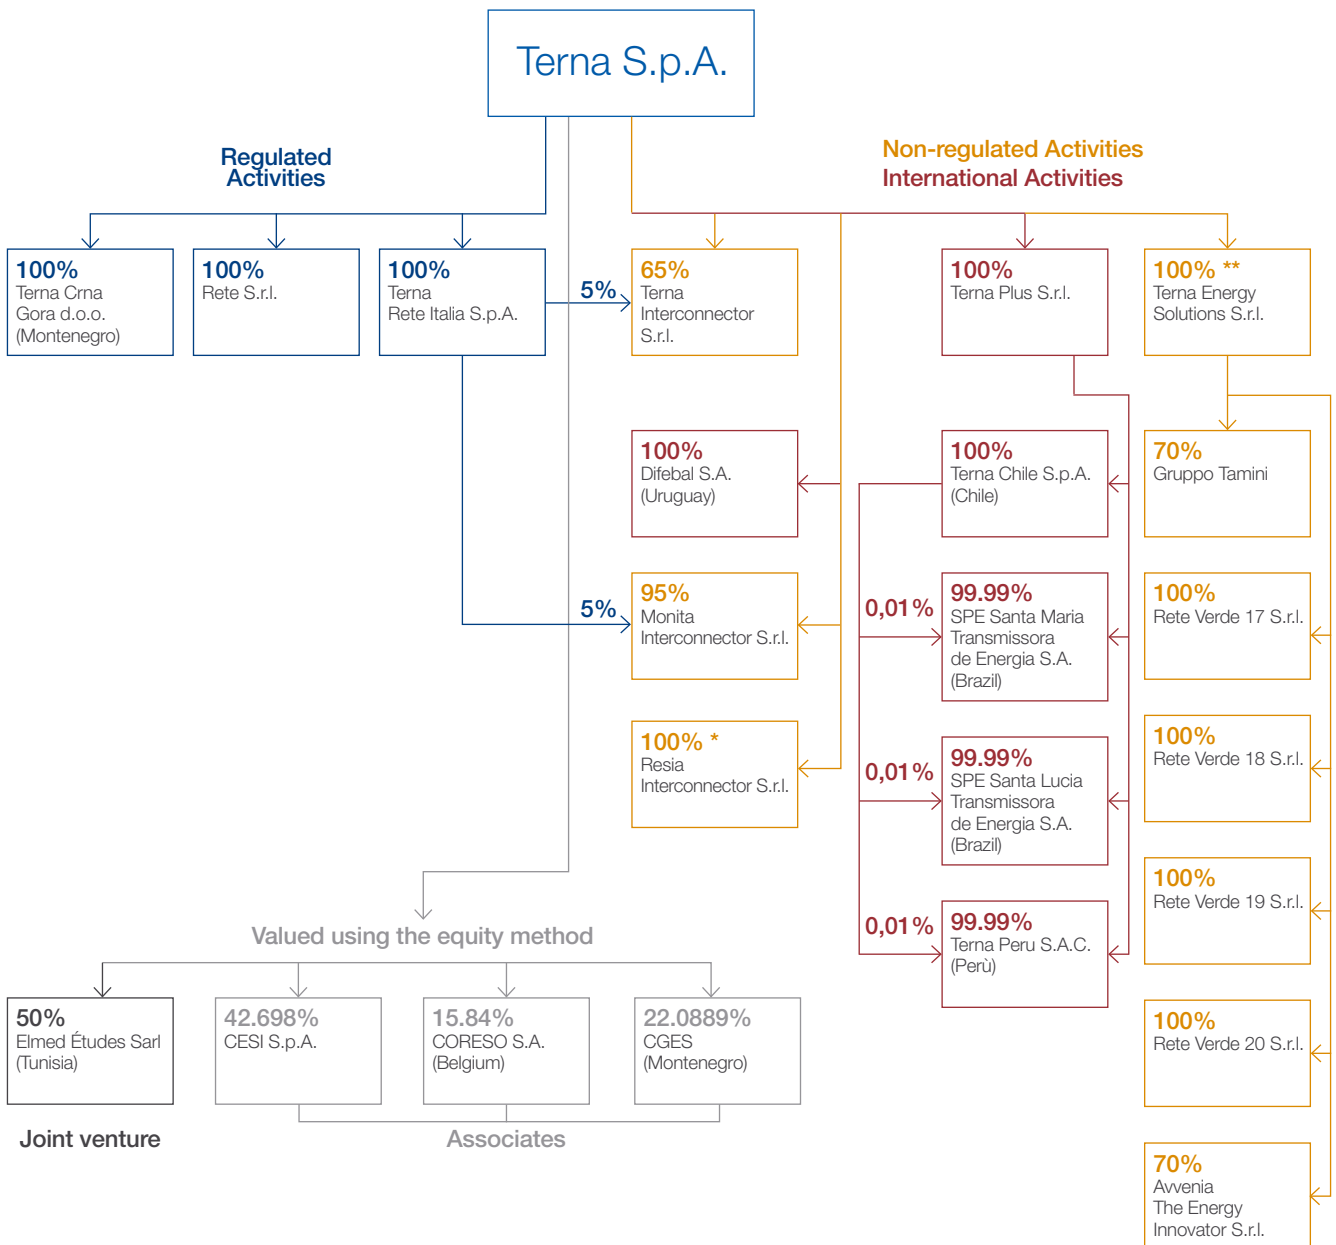 Terna S.p.A.
Regulated
Activities
Non-regulated Activities
International Activities
100%
Terna Crna
Gora d.o.o.
(Montenegro)
100%
Rete S.r.l.
100%
Terna
Rete Italia S.p.A.
5%
65%
Terna
Interconnector
S.r.l.
100%
Terna Plus S.r.l.
100% **
Terna Energy
Solutions S.r.l.
100%
Difebal S.A.
(Uruguay)
100%
Terna Chile S.p.A.
(Chile)
70%
Gruppo Tamini
5%
95%
Monita
Interconnector S.r.l.
0,01%
99.99%
SPE Santa Maria
Transmissora
de Energia S.A.
(Brazil)
100%
Rete Verde 17 S.r.l.
100% *
Resia
Interconnector S.r.l.
0,01%
99.99%
SPE Santa Lucia
Transmissora
de Energia S.A.
(Brazil)
100%
Rete Verde 18 S.r.l.
100%
Rete Verde 19 S.r.l.
0,01%
99.99%
Terna Peru S.A.C.
(Perù)
Valued using the equity method
50%
Elmed Études Sarl
(Tunisia)
42.698%
CESI S.p.A.
15.84%
CORESO S.A.
(Belgium)
22.0889%
CGES
(Montenegro)
100%
Rete Verde 20 S.r.l.
Joint venture
Associates
70%
Avvenia
The Energy
Innovator S.r.l.